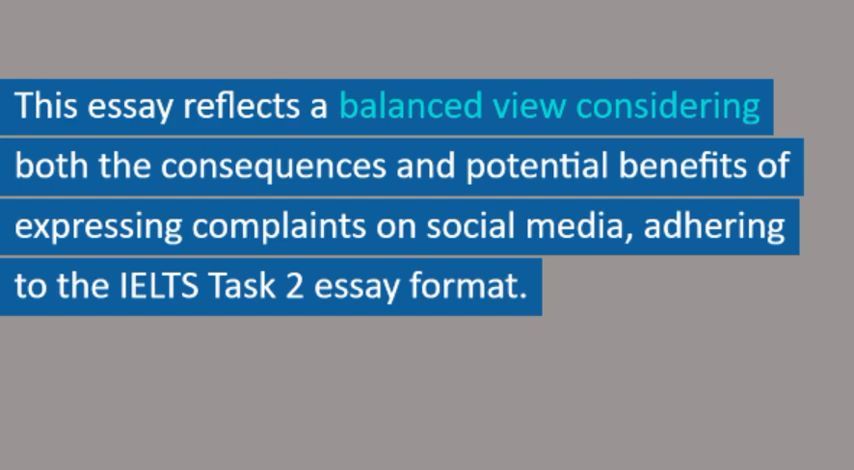 This essay reflects a balanced view considering
both the consequences and potential benefits of
expressing complaints on social media, adhering
to the IELTS Task 2 essay format.